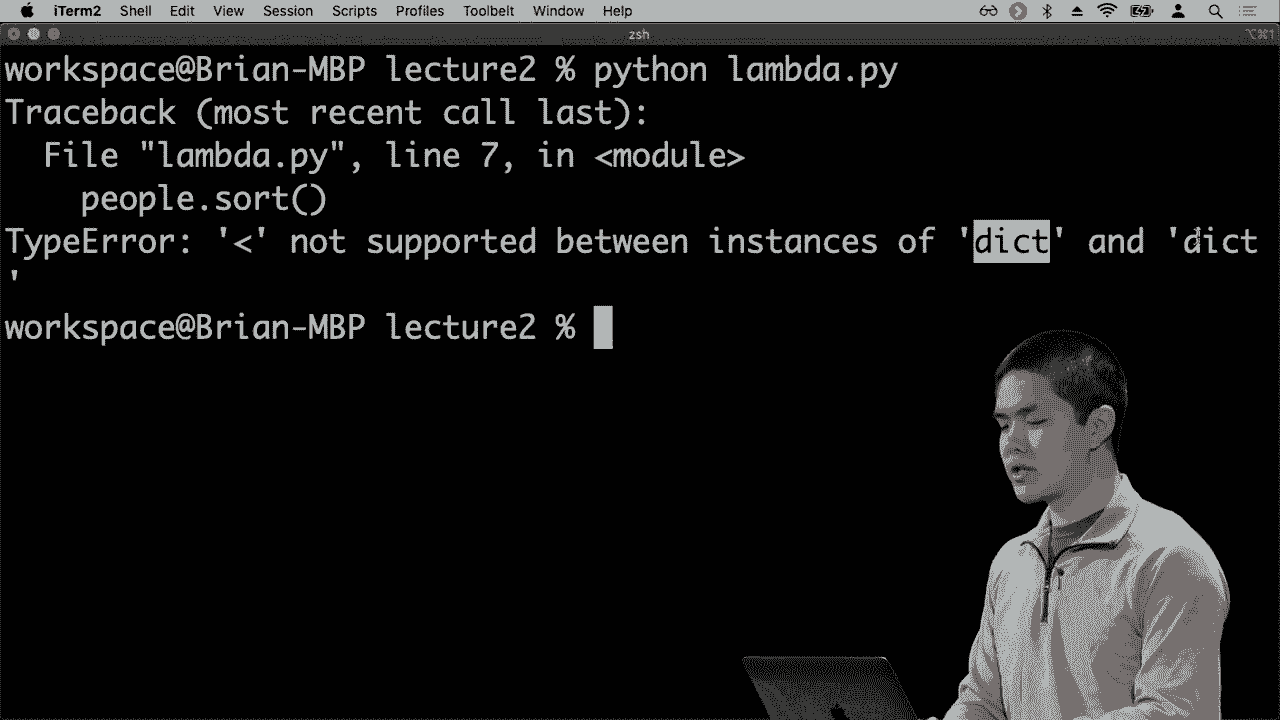 iTerm2 Shell Edit View Session Scripts Profiles Toolbelt Window Help
zsh ⌥⌘1
workspace@Brian-MBP lecture2 % python lambda.py
Traceback (most recent call last):
  File "lambda.py", line 7, in <module>
    people.sort()
TypeError: '<' not supported between instances of 'dict' and 'dict
'
workspace@Brian-MBP lecture2 %